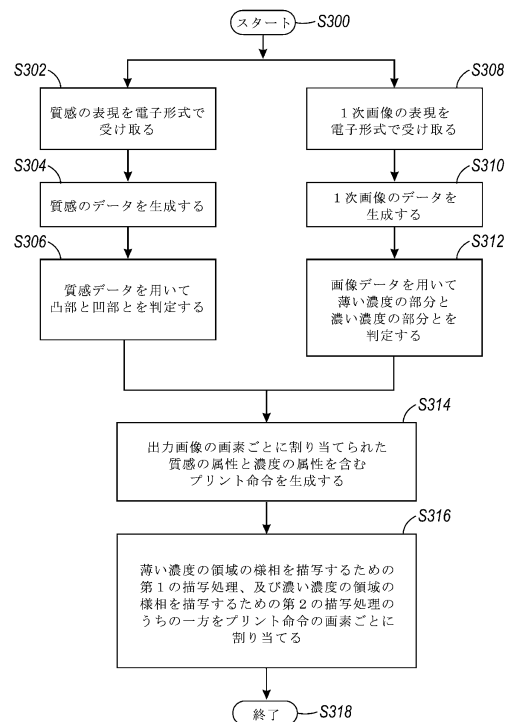 スタート
S300
S302
質感の表現を電子形式で
受け取る
S304
質感のデータを生成する
S306
質感データを用いて
凸部と凹部とを判定する
S308
1次画像の表現を
電子形式で受け取る
S310
1次画像のデータを
生成する
S312
画像データを用いて
薄い濃度の部分と
濃い濃度の部分とを
判定する
S314
出力画像の画素ごとに割り当てられた
質感の属性と濃度の属性を含む
プリント命令を生成する
S316
薄い濃度の領域の様相を描写するための
第1の描写処理、及び濃い濃度の領域の
様相を描写するための第2の描写処理の
うちの一方をプリント命令の画素ごとに
割り当てる
終了
S318